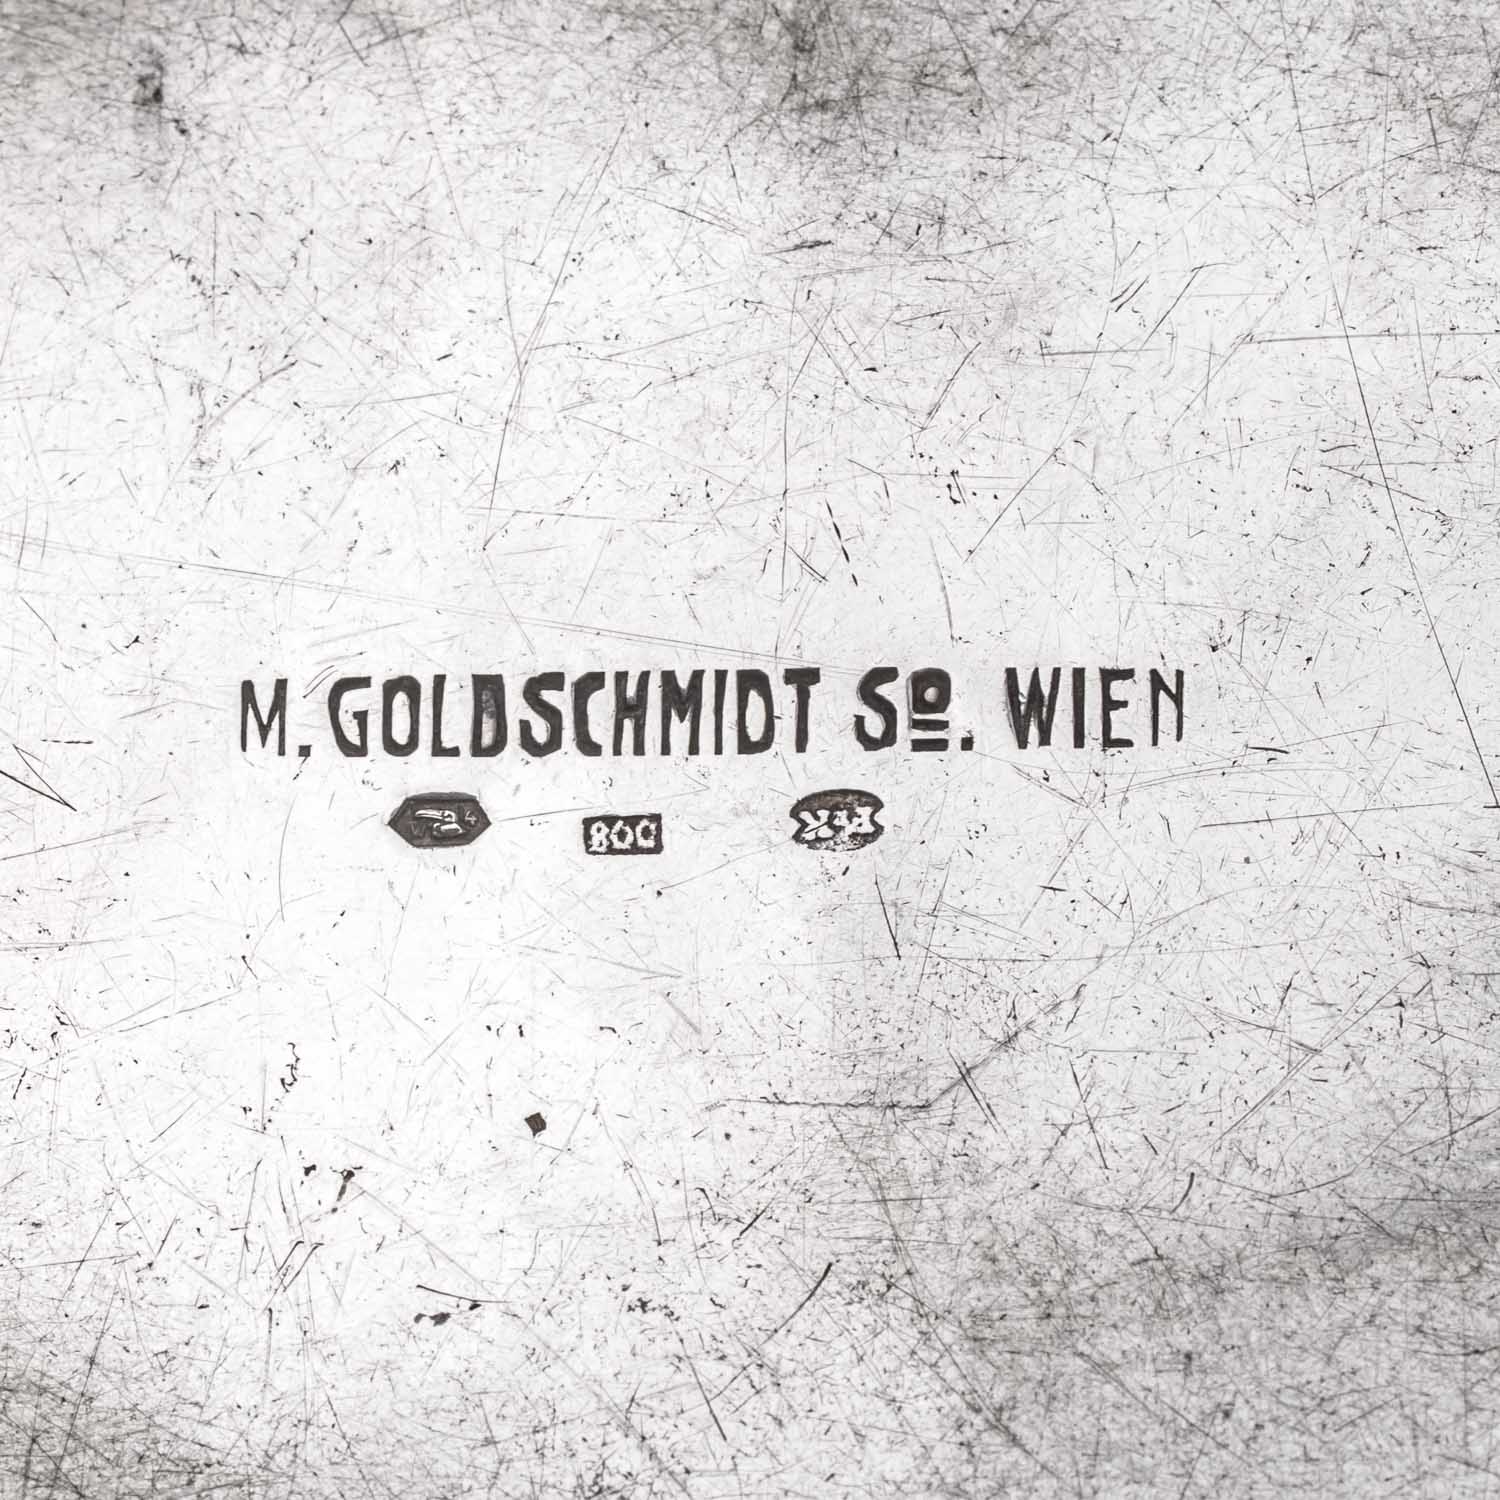 M. GOLDSCHMIDT So. WIEN
800